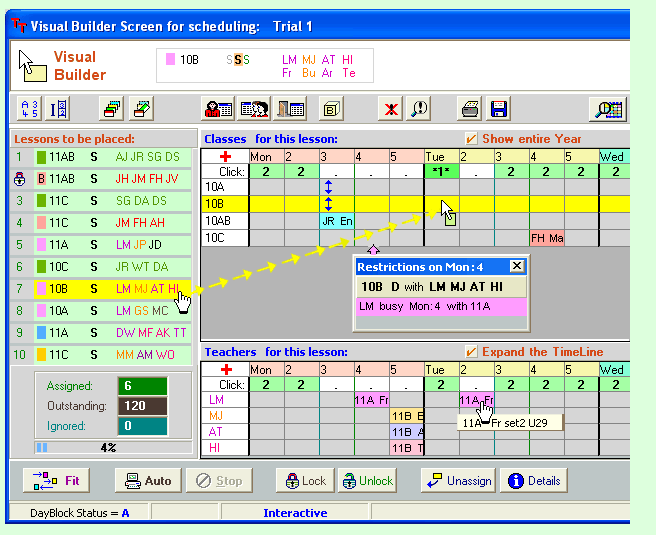 Visual Builder Screen for scheduling: Trial 1
Visual Builder
10B S S S S LM MJ AT HI
Fr Bu Ar Te
Lessons to be placed:
1 11AB S AJ JR SG DS
B 11AB S JH JM FH JV
3 11C S SG DA DS
4 11C S JM FH AH
5 11A S LM JP JD
6 10C S JR WT DA
7 10B S LM MJ AT HI
8 10A S LM GS MC
9 11A S DW MF AK TT
10 11C S MM AM WO
Assigned: 6
Outstanding: 120
Ignored: 0
4%
Classes for this lesson: Show entire Year
Mon 2 3 4 5 Tue 2 3 4 5 Wed
Click: 2 2 . . . *1* . 2 2 2 2
10A
10B
10AB JR En
10C FH Ma
Restrictions on Mon: 4
10B D with LM MJ AT HI
LM busy Mon: 4 with 11A
Teachers for this lesson: Expand the TimeLine
Mon 2 3 4 5 Tue 2 3 4 5 Wed
Click: 2 2 . . . 2 . 2 2 2 2
LM 11A Fr 11A Fr
MJ 11B
AT 11B
HI 11B
11A Fr set2 U29
Fit Auto Stop Lock Unlock Unassign Details
DayBlock Status = A Interactive